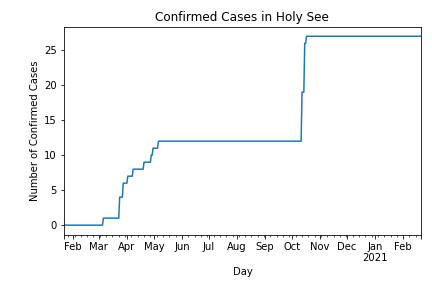 Confirmed Cases in Holy See
Number of Confirmed Cases
25
20
15
10
5
0
Feb Mar Apr May Jun Jul Aug Sep Oct Nov Dec Jan Feb
2021
Day